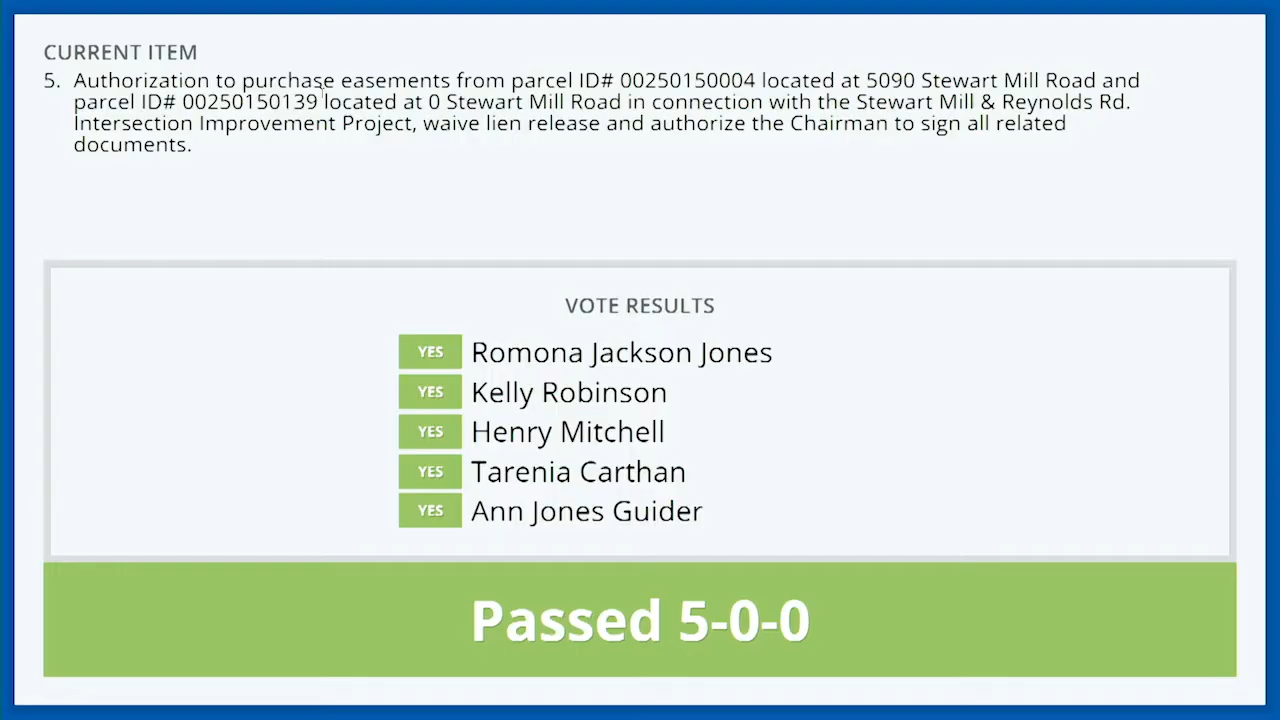 CURRENT ITEM
5. Authorization to purchase easements from parcel ID# 00250150004 located at 5090 Stewart Mill Road and
parcel ID# 00250150139 located at 0 Stewart Mill Road in connection with the Stewart Mill & Reynolds Rd.
Intersection Improvement Project, waive lien release and authorize the Chairman to sign all related
documents.
VOTE RESULTS
YES Romona Jackson Jones
YES Kelly Robinson
YES Henry Mitchell
YES Tarenia Carthan
YES Ann Jones Guider
Passed 5-0-0